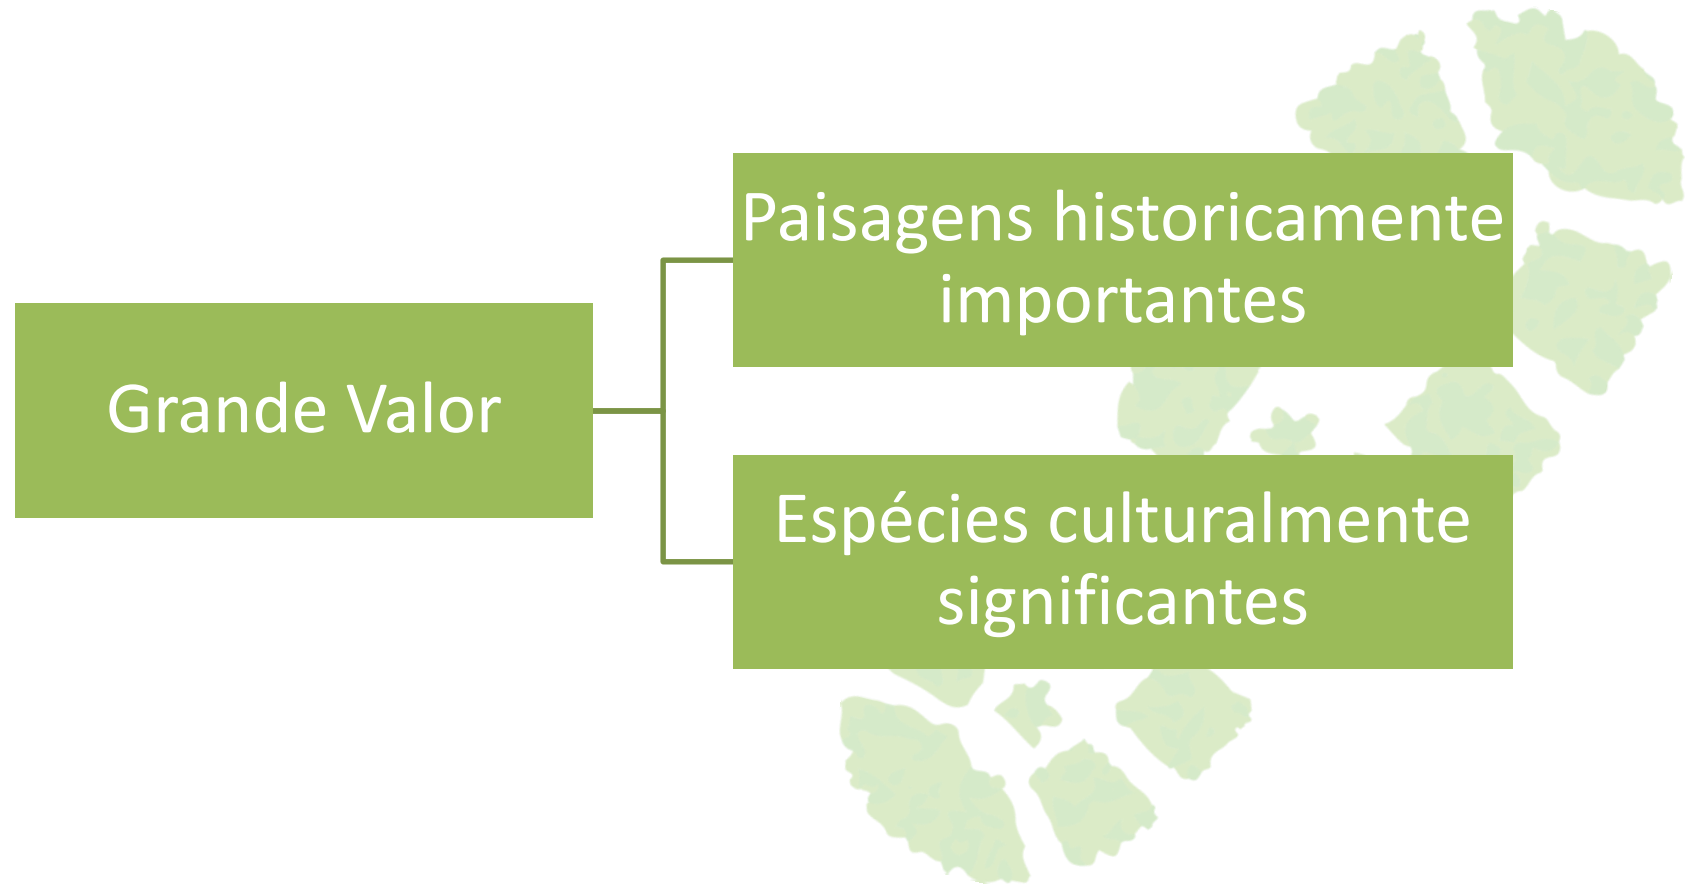 Grande Valor
Paisagens historicamente
importantes
Espécies culturalmente
significantes